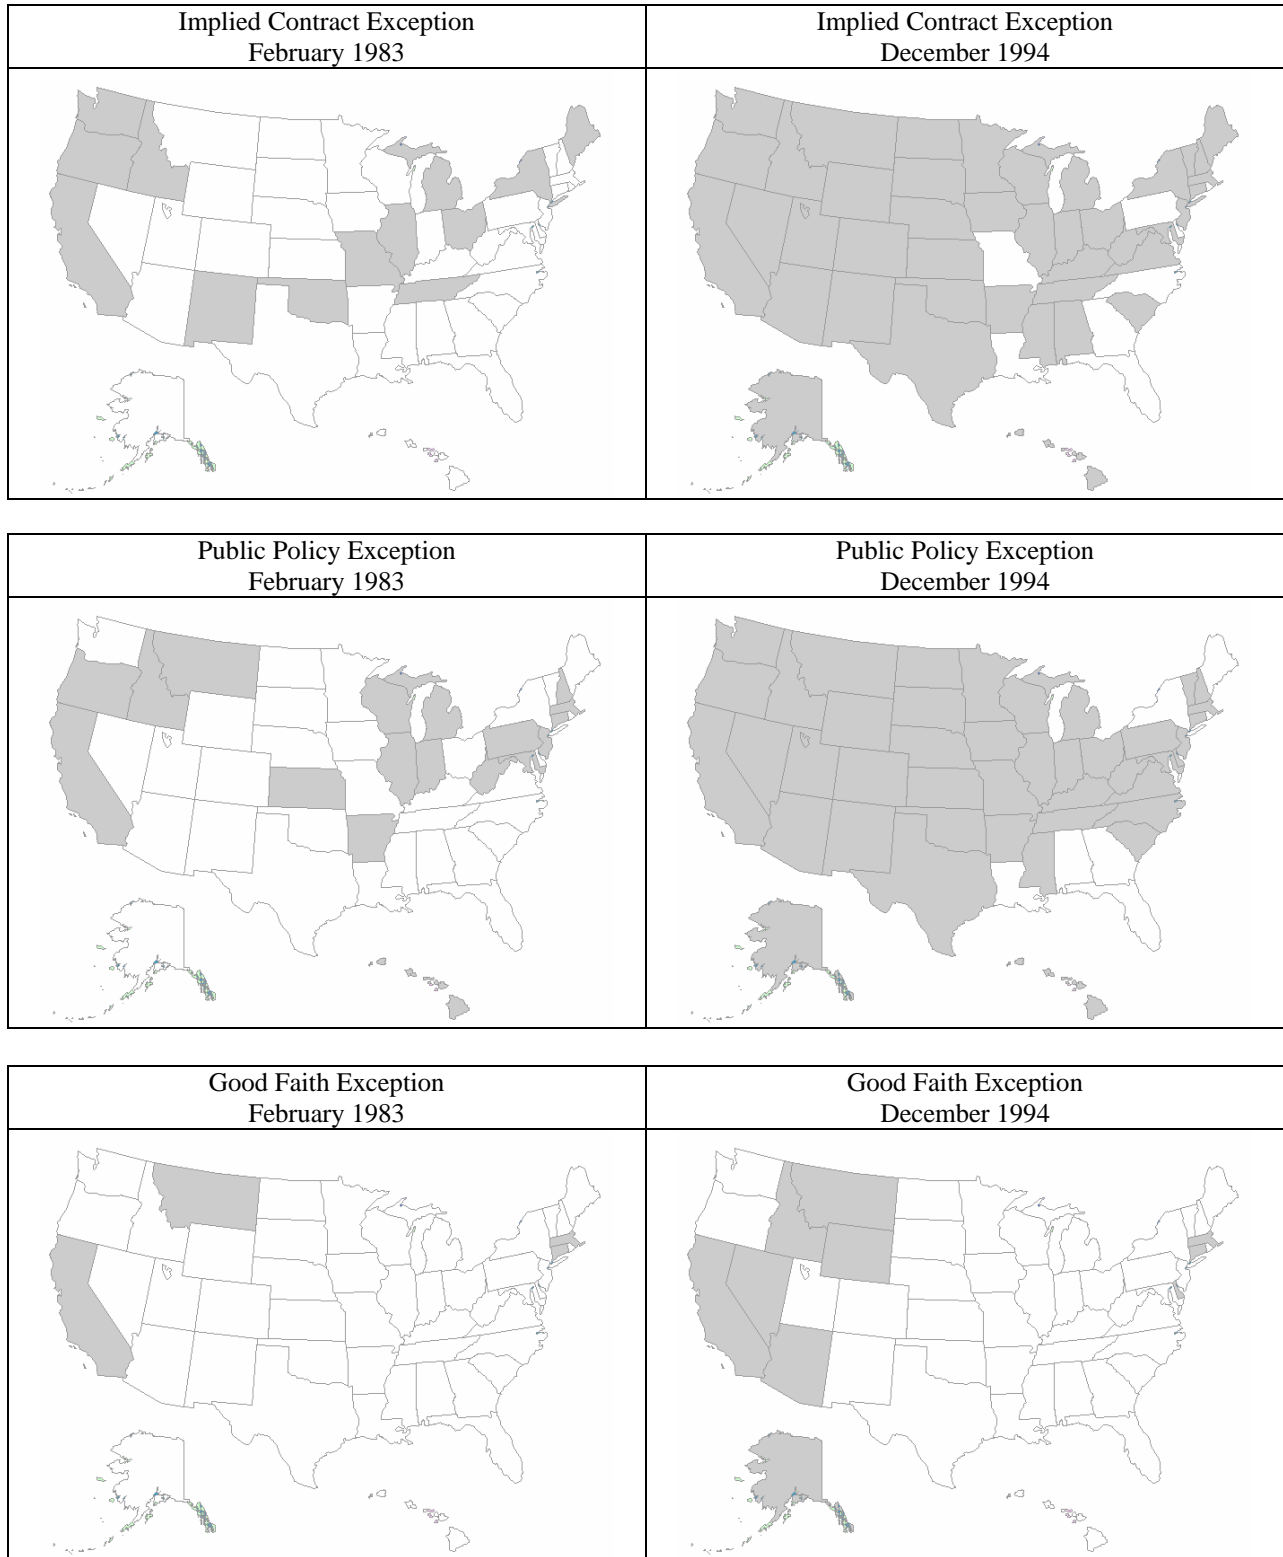 Implied Contract Exception
February 1983
Implied Contract Exception
December 1994
Public Policy Exception
February 1983
Public Policy Exception
December 1994
Good Faith Exception
February 1983
Good Faith Exception
December 1994